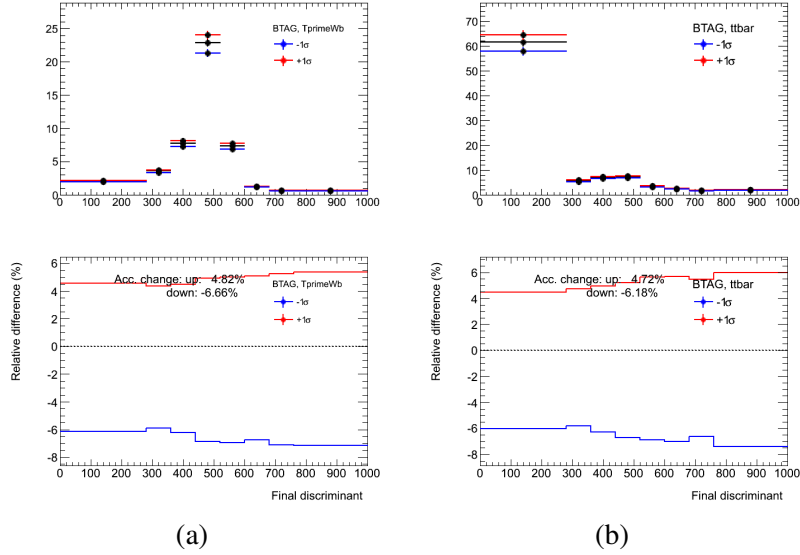 BTAG, TprimeWb
-1σ
+1σ
25
20
15
10
5
0
0 100 200 300 400 500 600 700 800 900 1000
BTAG, ttbar
-1σ
+1σ
70
60
50
40
30
20
10
0
0 100 200 300 400 500 600 700 800 900 1000
Relative difference (%)
Acc. change: up: 4.82%
down: -6.66%
BTAG, TprimeWb
-1σ
+1σ
6
4
2
0
-2
-4
-6
-8
0 100 200 300 400 500 600 700 800 900 1000
Final discriminant
Relative difference (%)
Acc. change: up: 4.72%
down: -6.18%
BTAG, ttbar
-1σ
+1σ
6
4
2
0
-2
-4
-6
-8
0 100 200 300 400 500 600 700 800 900 1000
Final discriminant
(a)
(b)